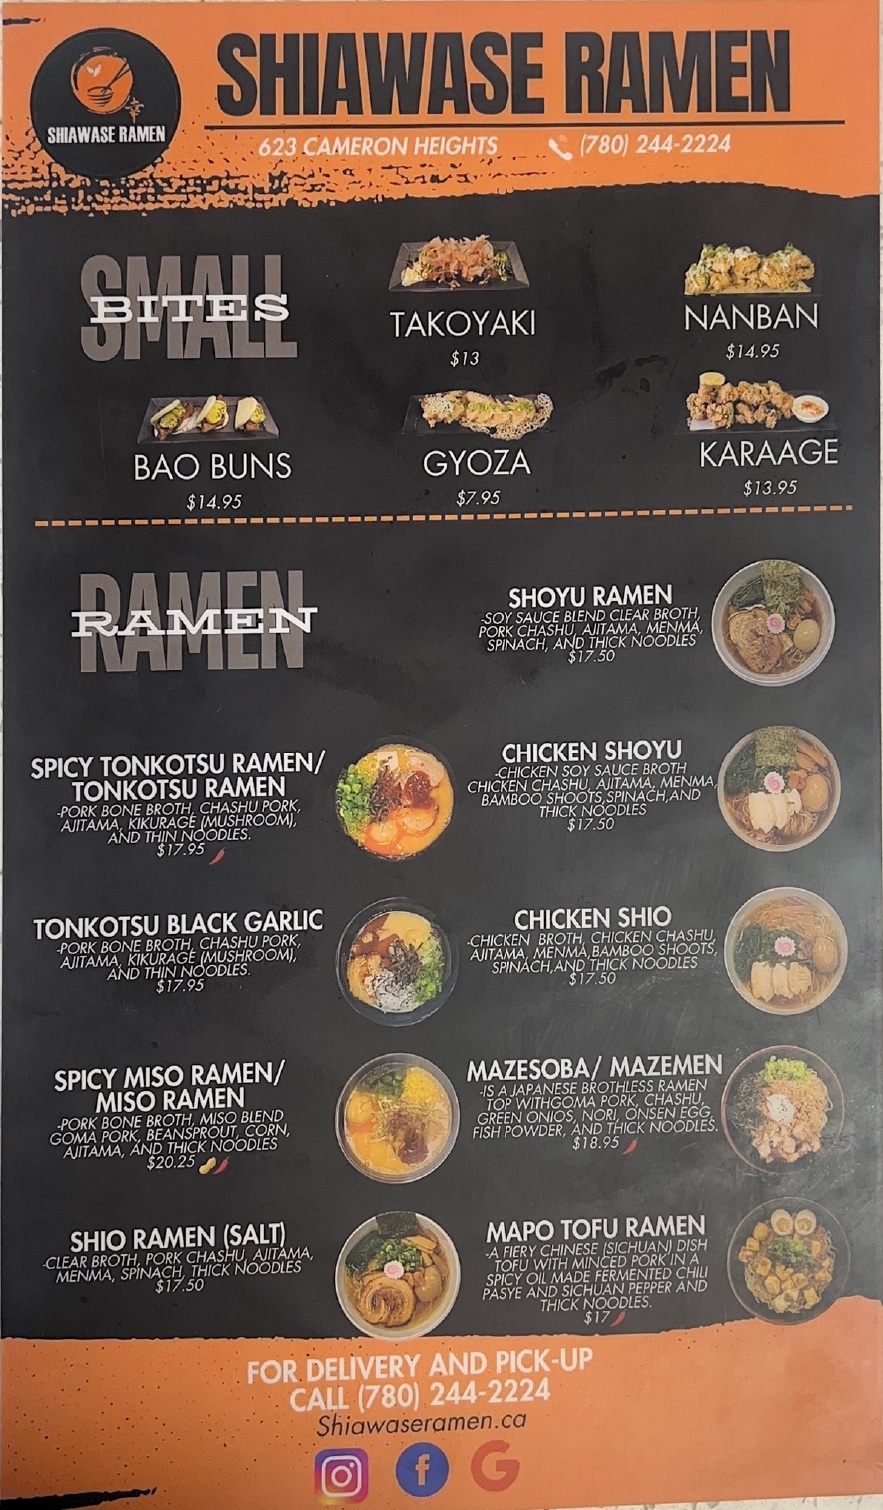 SHIAWASE RAMEN
SHIAWASE RAMEN
623 CAMERON HEIGHTS
(780) 244-2224
SMALL
BITES
TAKOYAKI
$13
NANBAN
$14.95
BAO BUNS
$14.95
GYOZA
$7.95
KARAAGE
$13.95
RAMEN
RAMEN
SHOYU RAMEN
-SOY SAUCE BLEND CLEAR BROTH,
PORK CHASHU, AJITAMA, MENMA,
SPINACH, AND THICK NOODLES
$17.50
SPICY TONKOTSU RAMEN/
TONKOTSU RAMEN
-PORK BONE BROTH, CHASHU PORK,
AJITAMA, KIKURAGE (MUSHROOM),
AND THIN NOODLES.
$17.95
CHICKEN SHOYU
-CHICKEN SOY SAUCE BROTH
CHICKEN CHASHU, AJITAMA, MENMA,
BAMBOO SHOOTS,SPINACH,AND
THICK NOODLES
$17.50
TONKOTSU BLACK GARLIC
-PORK BONE BROTH, CHASHU PORK,
AJITAMA, KIKURAGE (MUSHROOM),
AND THIN NOODLES.
$17.95
CHICKEN SHIO
-CHICKEN BROTH, CHICKEN CHASHU,
AJITAMA, MENMA,BAMBOO SHOOTS,
SPINACH,AND THICK NOODLES
$17.50
SPICY MISO RAMEN/
MISO RAMEN
-PORK BONE BROTH, MISO BLEND
GOMA PORK, BEANSPROUT, CORN,
AJITAMA, AND THICK NOODLES
$20.25
MAZESOBA/ MAZEMEN
-IS A JAPANESE BROTHLESS RAMEN
TOP WITHGOMA PORK, CHASHU,
GREEN ONIOS, NORI, ONSEN EGG,
FISH POWDER, AND THICK NOODLES.
$18.95
SHIO RAMEN (SALT)
-CLEAR BROTH, PORK CHASHU, AJITAMA,
MENMA, SPINACH, THICK NOODLES
$17.50
MAPO TOFU RAMEN
-A FIERY CHINESE (SICHUAN) DISH
TOFU WITH MINCED PORK IN A
SPICY OIL MADE FERMENTED CHILI
PASYE AND SICHUAN PEPPER AND
THICK NOODLES.
$17
FOR DELIVERY AND PICK-UP
CALL (780) 244-2224
Shiawaseramen.ca